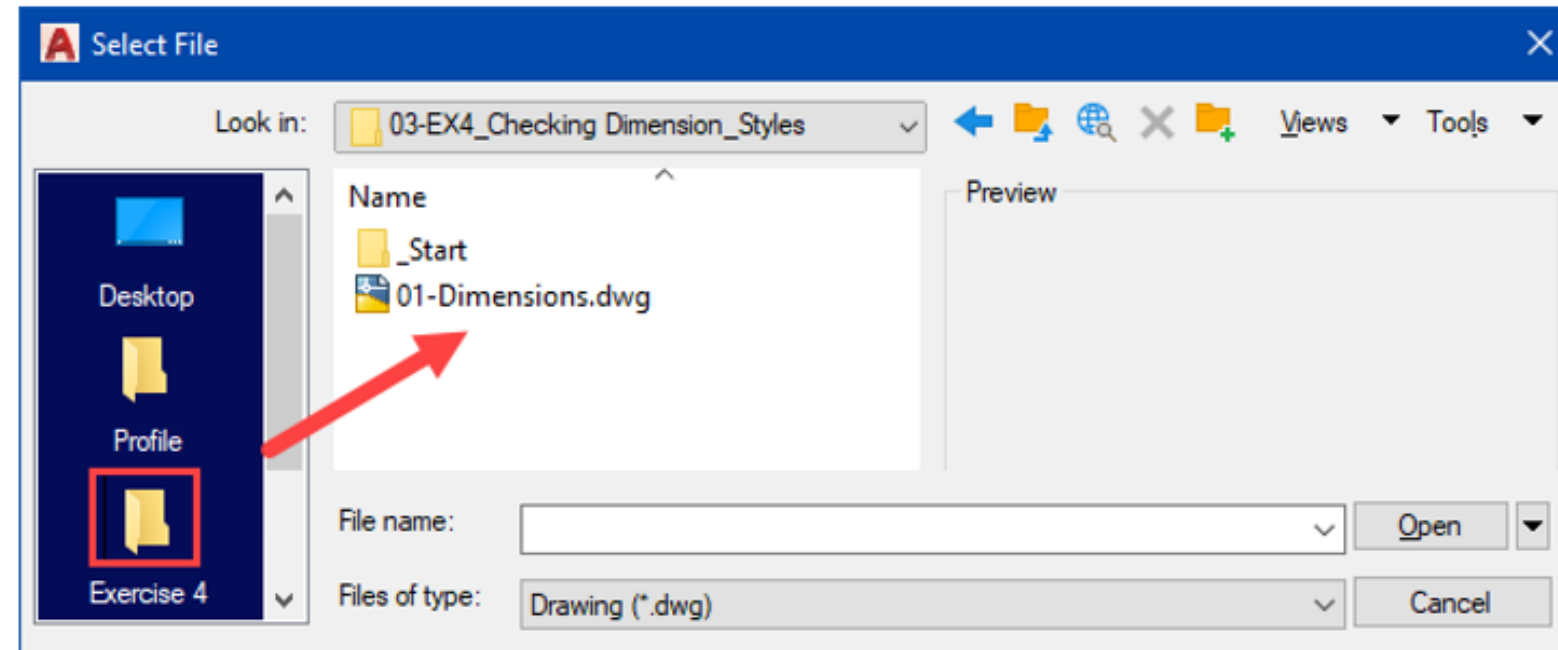 Select File
Look in: 03-EX4_Checking Dimension_Styles Views Tools
Name
_Start
01-Dimensions.dwg
Preview
Desktop
Profile
Exercise 4
File name: Open
Files of type: Drawing (*.dwg) Cancel